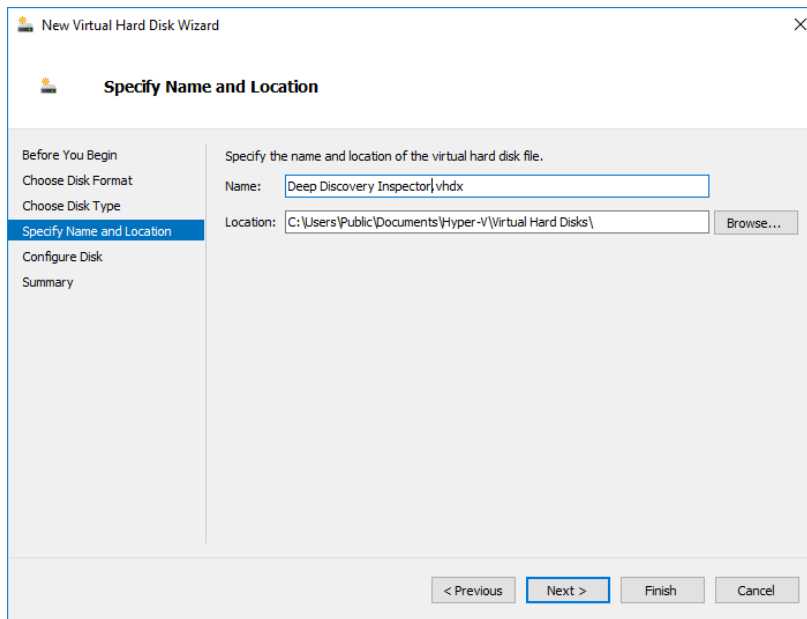 New Virtual Hard Disk Wizard
Specify Name and Location
Before You Begin
Choose Disk Format
Choose Disk Type
Specify Name and Location
Configure Disk
Summary
Specify the name and location of the virtual hard disk file.
Name: Deep Discovery Inspector.vhdx
Location: C:\Users\Public\Documents\Hyper-V\Virtual Hard Disks\ Browse...
< Previous Next > Finish Cancel